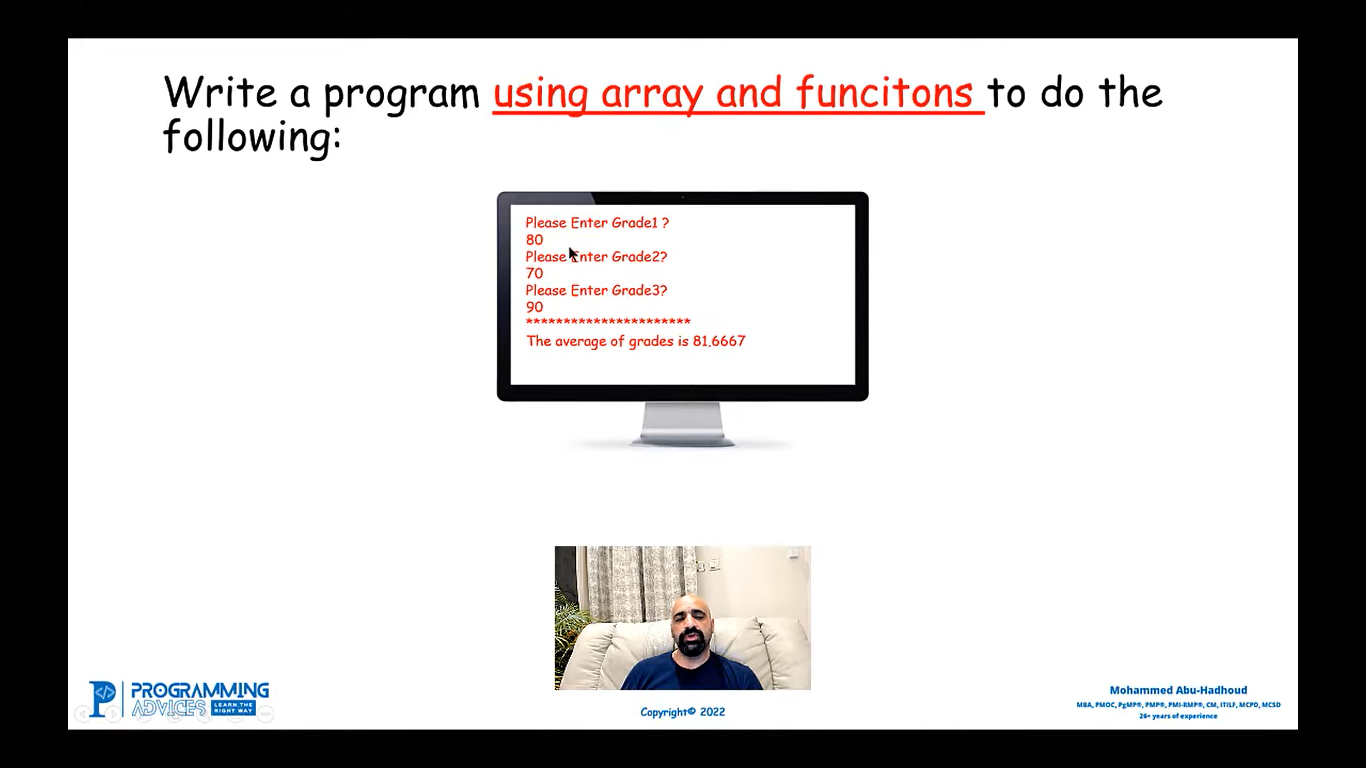 Write a program using array and funcitons to do the
following:
Please Enter Grade1 ?
80
Please Enter Grade2?
70
Please Enter Grade3?
90
**********************
The average of grades is 81.6667
PROGRAMMING
ADVICES
LEARN THE
RIGHT WAY
Copyright© 2022
Mohammed Abu-Hadhoud
MBA, PMOC, PgMP®, PMP®, PMI-RMP®, CM, ITILF, MCPD, MCSD
26+ years of experience